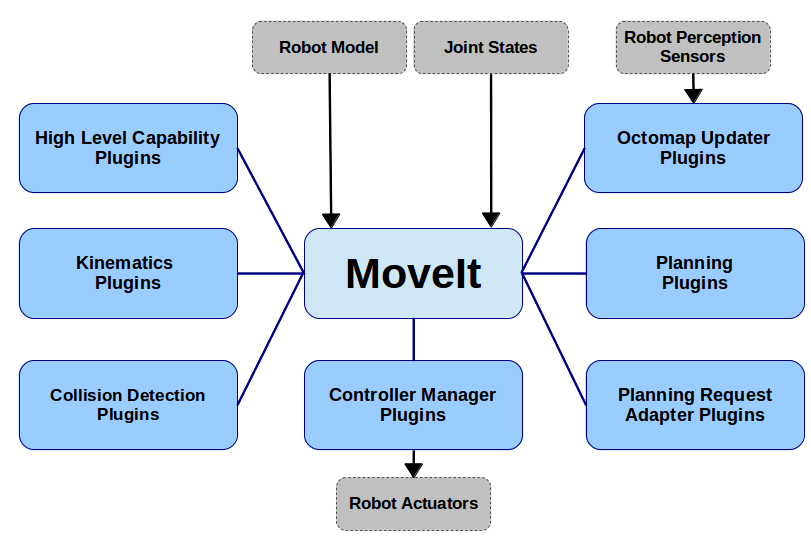 Robot Model
Joint States
Robot Perception
Sensors
High Level Capability
Plugins
Octomap Updater
Plugins
Kinematics
Plugins
MoveIt
Planning
Plugins
Collision Detection
Plugins
Controller Manager
Plugins
Planning Request
Adapter Plugins
Robot Actuators